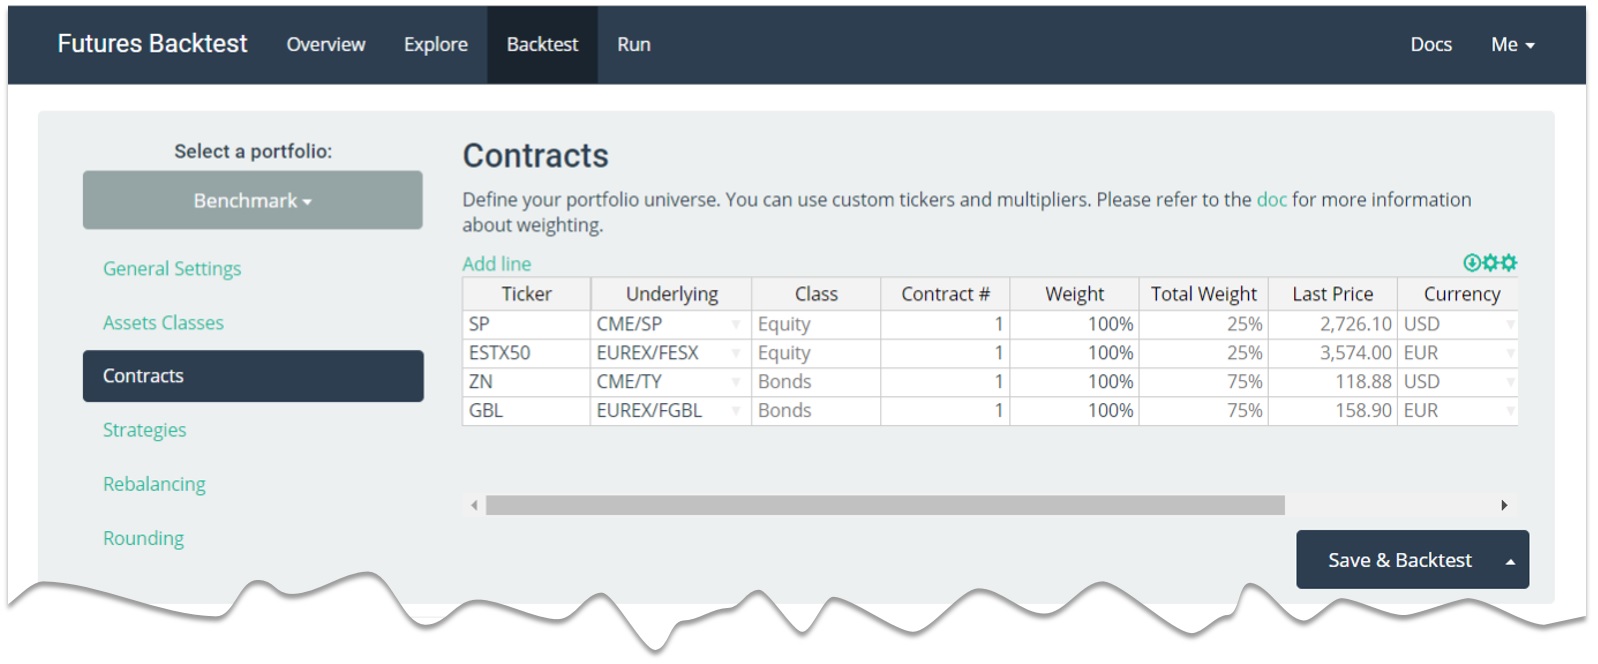 Futures Backtest Overview Explore Backtest Run Docs Me
Select a portfolio:
Benchmark
General Settings
Assets Classes
Contracts
Strategies
Rebalancing
Rounding
Contracts
Define your portfolio universe. You can use custom tickers and multipliers. Please refer to the doc for more information
about weighting.
Add line
Ticker Underlying Class Contract # Weight Total Weight Last Price Currency
SP CME/SP Equity 1 100% 25% 2,726.10 USD
ESTX50 EUREX/FESX Equity 1 100% 25% 3,574.00 EUR
ZN CME/TY Bonds 1 100% 75% 118.88 USD
GBL EUREX/FGBL Bonds 1 100% 75% 158.90 EUR
Save & Backtest